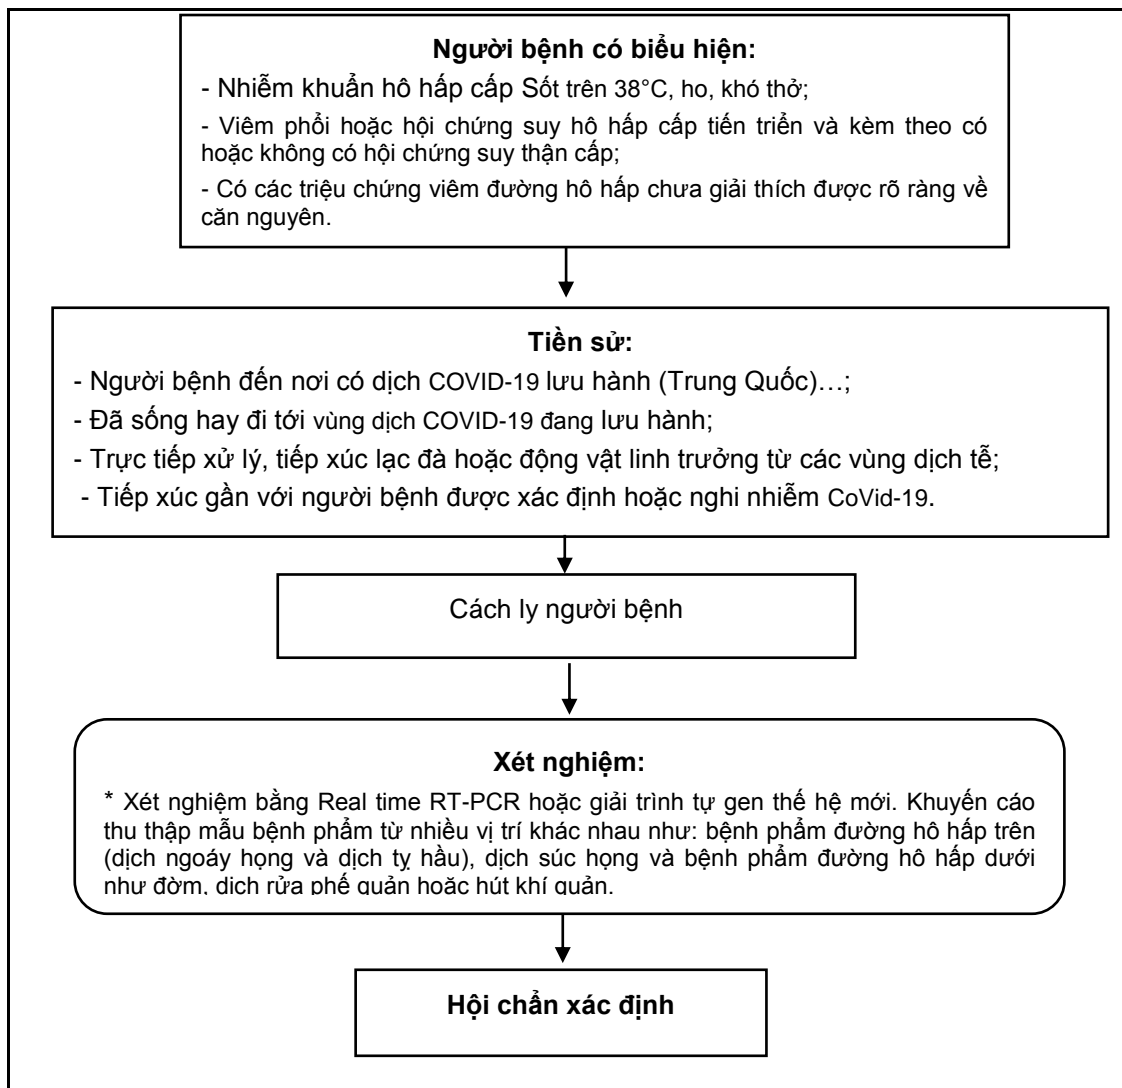 Người bệnh có biểu hiện:
- Nhiễm khuẩn hô hấp cấp Sốt trên 38°C, ho, khó thở;
- Viêm phổi hoặc hội chứng suy hô hấp cấp tiến triển và kèm theo có
hoặc không có hội chứng suy thận cấp;
- Có các triệu chứng viêm đường hô hấp chưa giải thích được rõ ràng về
căn nguyên.
Tiền sử:
- Người bệnh đến nơi có dịch COVID-19 lưu hành (Trung Quốc)…;
- Đã sống hay đi tới vùng dịch COVID-19 đang lưu hành;
- Trực tiếp xử lý, tiếp xúc lạc đà hoặc động vật linh trưởng từ các vùng dịch tễ;
- Tiếp xúc gần với người bệnh được xác định hoặc nghi nhiễm CoVid-19.
Cách ly người bệnh
Xét nghiệm:
* Xét nghiệm bằng Real time RT-PCR hoặc giải trình tự gen thế hệ mới. Khuyến cáo
thu thập mẫu bệnh phẩm từ nhiều vị trí khác nhau như: bệnh phẩm đường hô hấp trên
(dịch ngoáy họng và dịch tỵ hầu), dịch súc họng và bệnh phẩm đường hô hấp dưới
như đờm, dịch rửa phế quản hoặc hút khí quản.
Hội chẩn xác định